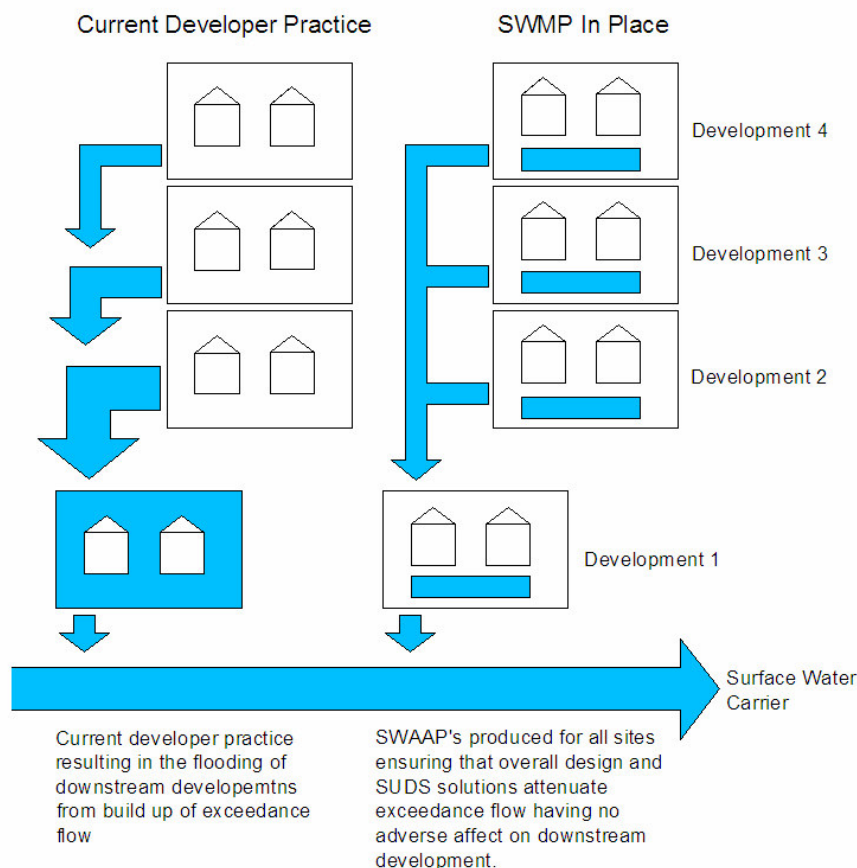 Current Developer Practice
SWMP In Place
Development 4
Development 3
Development 2
Development 1
Surface Water
Carrier
Current developer practice
resulting in the flooding of
downstream developemtns
from build up of exceedance
flow
SWAAP's produced for all sites
ensuring that overall design and
SUDS solutions attenuate
exceedance flow having no
adverse affect on downstream
development.